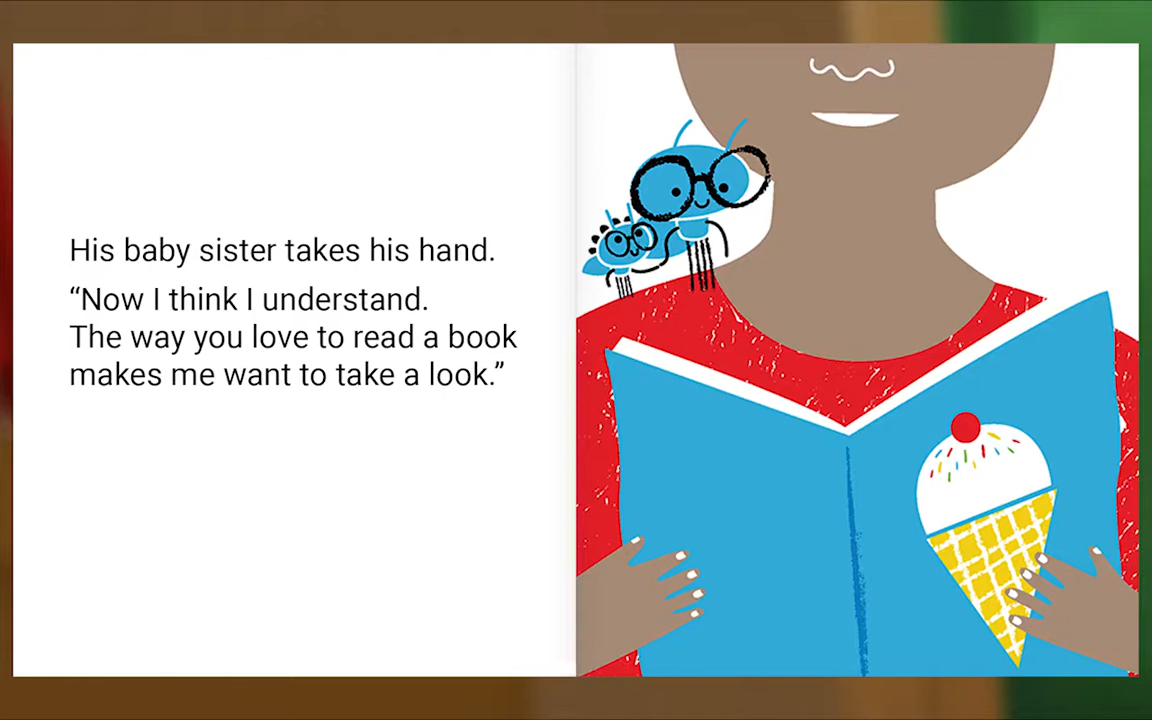 His baby sister takes his hand.
“Now I think I understand.
The way you love to read a book
makes me want to take a look.”